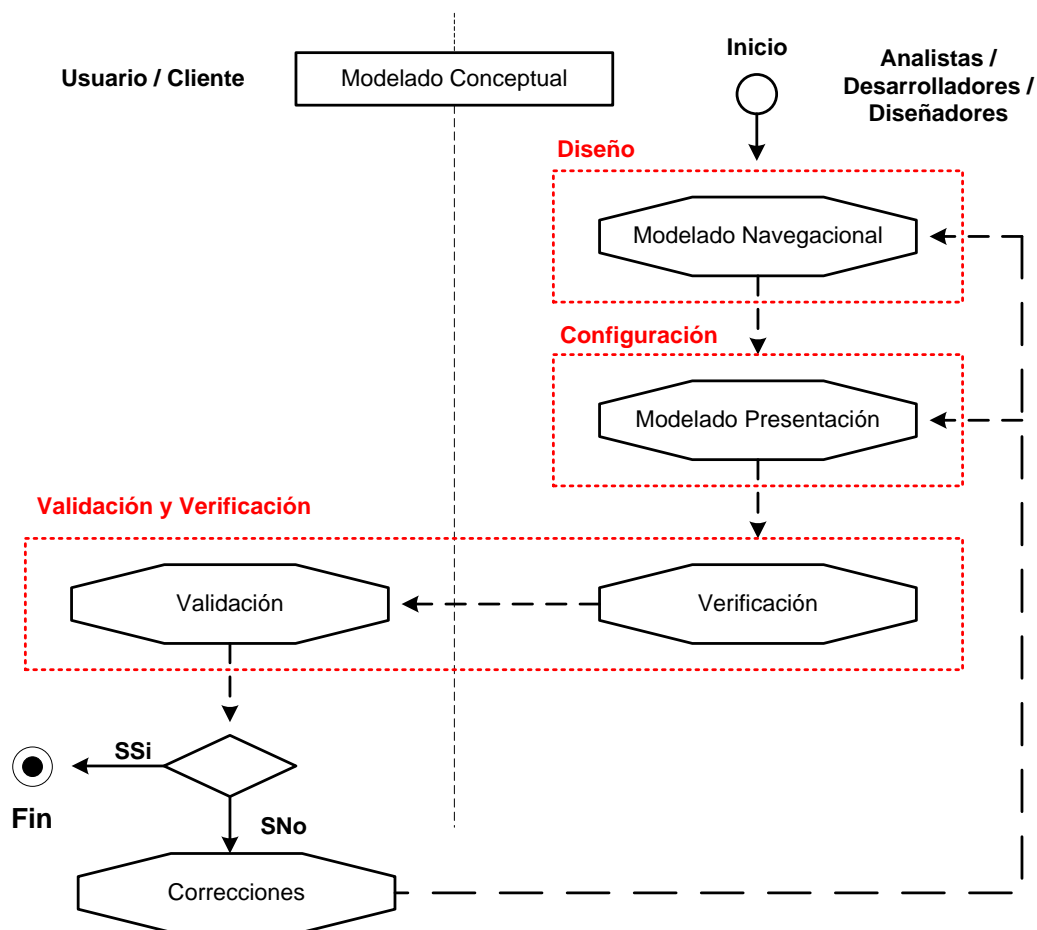 Inicio
Usuario / Cliente
Modelado Conceptual
Analistas /
Desarrolladores /
Diseñadores
Diseño
Modelado Navegacional
Configuración
Modelado Presentación
Validación y Verificación
Validación
Verificación
SSi
Fin
SNo
Correcciones